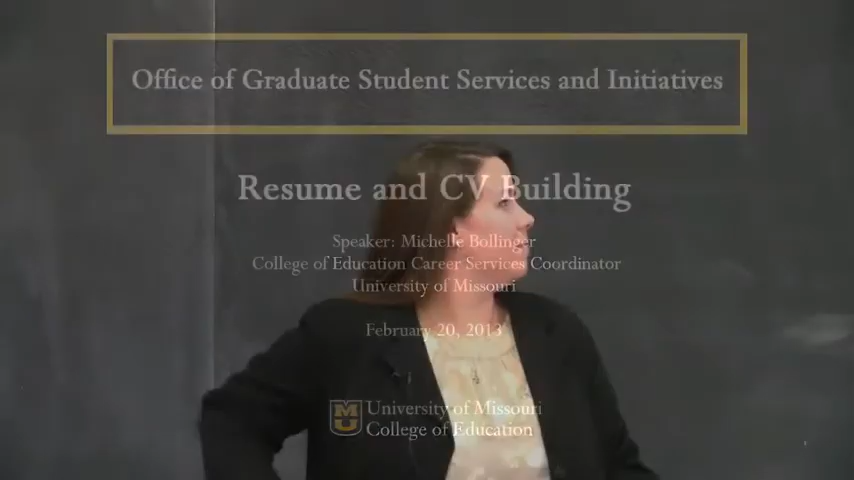 Office of Graduate Student Services and Initiatives
Resume and CV Building
Speaker: Michelle Bollinger
College of Education Career Services Coordinator
University of Missouri
February 20, 2013
MU
University of Missouri
College of Education